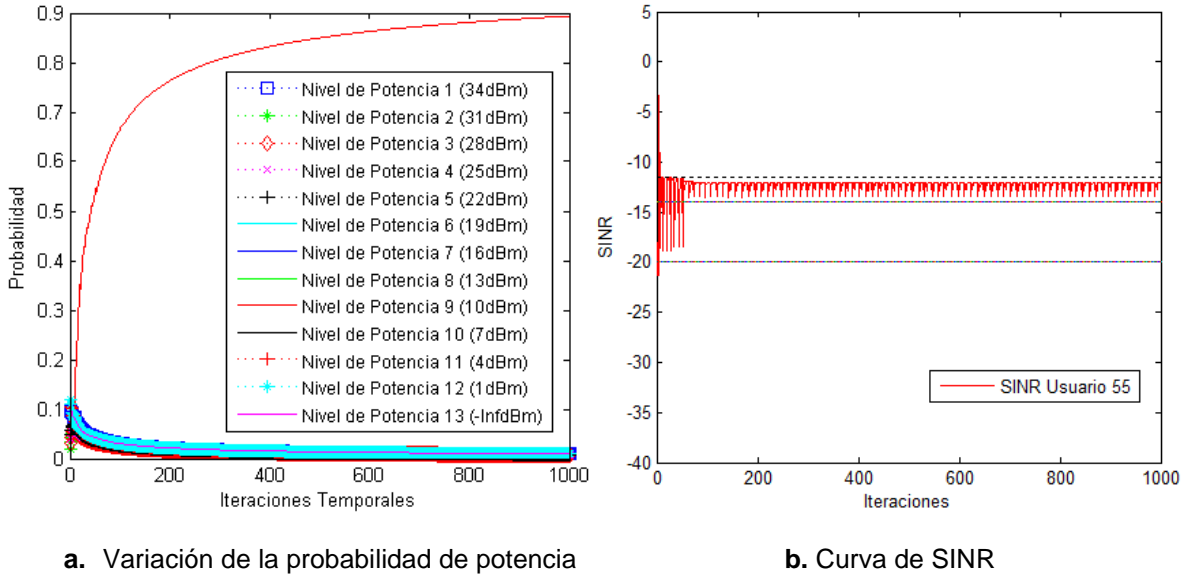 0.9
0.8
0.7
0.6
0.5
0.4
0.3
0.2
0.1
0
Probabilidad
Nivel de Potencia 1 (34dBm)
Nivel de Potencia 2 (31dBm)
Nivel de Potencia 3 (28dBm)
Nivel de Potencia 4 (25dBm)
Nivel de Potencia 5 (22dBm)
Nivel de Potencia 6 (19dBm)
Nivel de Potencia 7 (16dBm)
Nivel de Potencia 8 (13dBm)
Nivel de Potencia 9 (10dBm)
Nivel de Potencia 10 (7dBm)
Nivel de Potencia 11 (4dBm)
Nivel de Potencia 12 (1dBm)
Nivel de Potencia 13 (-InfdBm)
0 200 400 600 800 1000
Iteraciones Temporales
5
0
-5
-10
-15
-20
-25
-30
-35
-40
SINR
SINR Usuario 55
0 200 400 600 800 1000
Iteraciones
a. Variación de la probabilidad de potencia
b. Curva de SINR